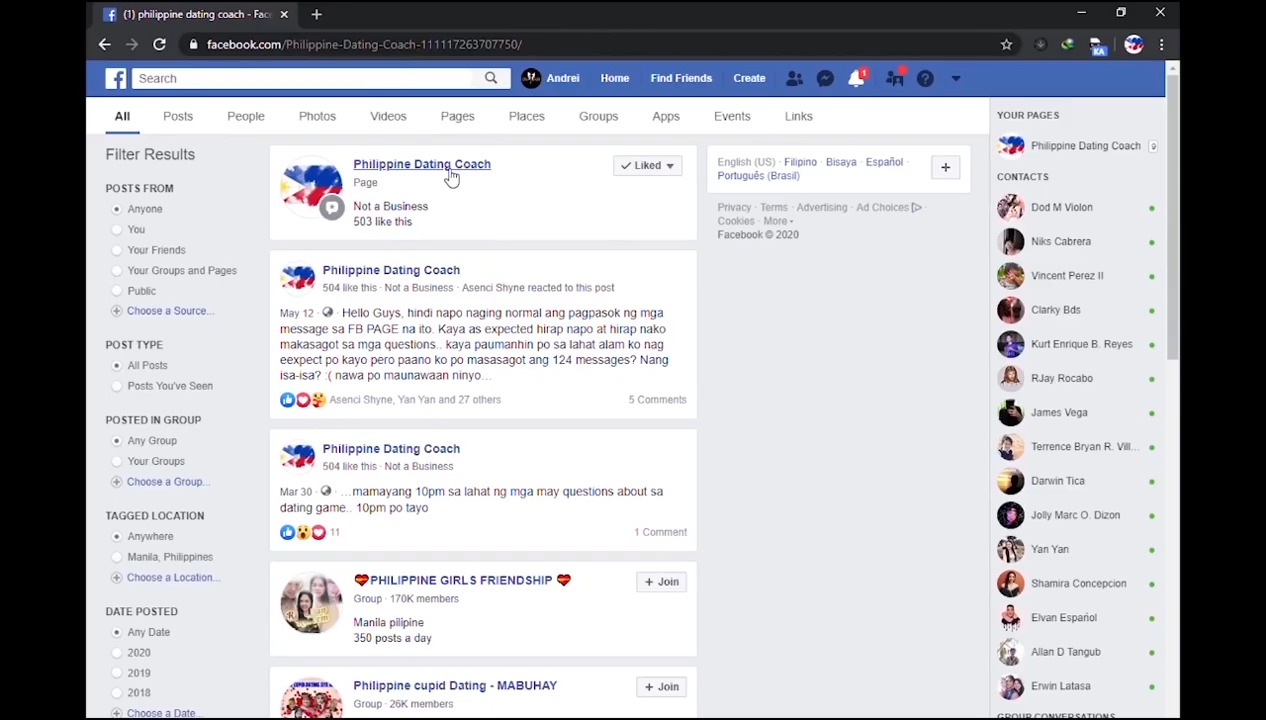 (1) philippine dating coach - Fac
facebook.com/Philippine-Dating-Coach-111117263707750/
KA
Search
Andrei
Home
Find Friends
Create
1
All
Posts
People
Photos
Videos
Pages
Places
Groups
Apps
Events
Links
Filter Results
POSTS FROM
Anyone
You
Your Friends
Your Groups and Pages
Public
Choose a Source...
POST TYPE
All Posts
Posts You've Seen
POSTED IN GROUP
Any Group
Your Groups
Choose a Group...
TAGGED LOCATION
Anywhere
Manila, Philippines
Choose a Location...
DATE POSTED
Any Date
2020
2019
2018
Choose a Date...
Philippine Dating Coach
Page
Not a Business
503 like this
Liked
Philippine Dating Coach
504 like this · Not a Business · Asenci Shyne reacted to this post
May 12 · Hello Guys, hindi napo naging normal ang pagpasok ng mga
message sa FB PAGE na ito. Kaya as expected hirap napo at hirap nako
makasagot sa mga questions.. kaya paumanhin po sa lahat alam ko nag
eexpect po kayo pero paano ko po masasagot ang 124 messages? Nang
isa-isa? :( nawa po maunawaan ninyo...
Asenci Shyne, Yan Yan and 27 others
5 Comments
Philippine Dating Coach
504 like this · Not a Business
Mar 30 · ...mamayang 10pm sa lahat ng mga may questions about sa
dating game.. 10pm po tayo
11
1 Comment
PHILIPPINE GIRLS FRIENDSHIP
Group · 170K members
Manila pilipine
350 posts a day
+ Join
Philippine cupid Dating - MABUHAY
Group · 26K members
+ Join
English (US) · Filipino · Bisaya · Español ·
Português (Brasil)
Privacy · Terms · Advertising · Ad Choices ·
Cookies · More
Facebook © 2020
YOUR PAGES
Philippine Dating Coach
CONTACTS
Dod M Violon
Niks Cabrera
Vincent Perez II
Clarky Bds
Kurt Enrique B. Reyes
RJay Rocabo
James Vega
Terrence Bryan R. Vill...
Darwin Tica
Jolly Marc O. Dizon
Yan Yan
Shamira Concepcion
Elvan Español
Allan D Tangub
Erwin Latasa
GROUP CONVERSATIONS